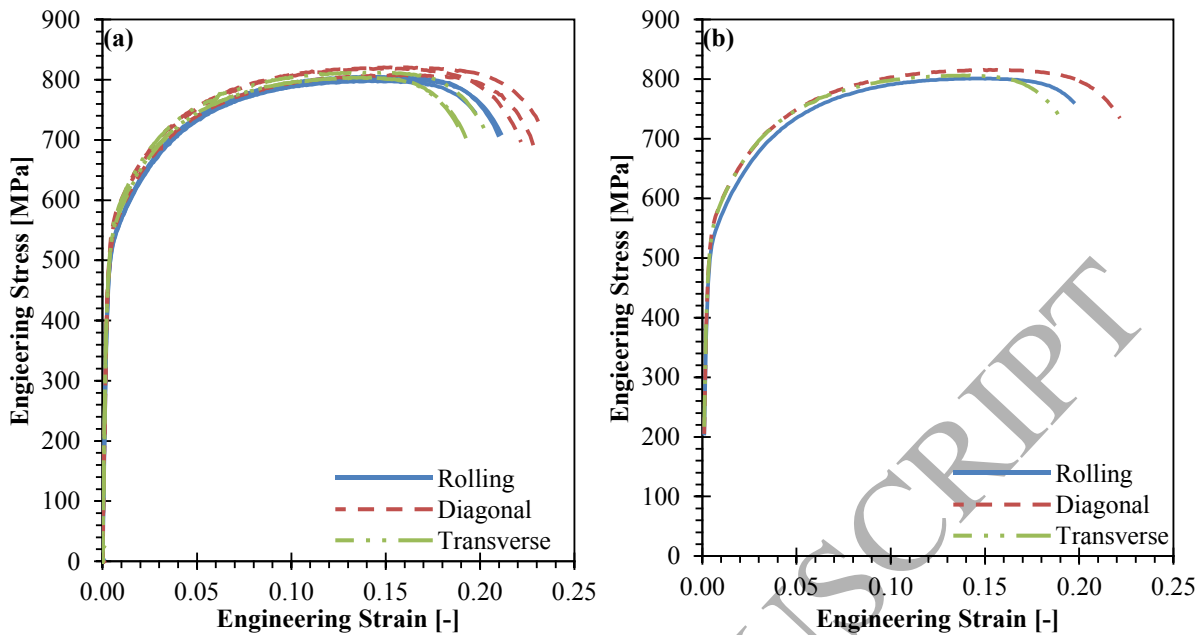 (a)
900
800
700
600
500
400
300
200
100
0
Engieering Stress [MPa]
Rolling
Diagonal
Transverse
0.00 0.05 0.10 0.15 0.20 0.25
Engineering Strain [-]
(b)
900
800
700
600
500
400
300
200
100
0
Engieering Stress [MPa]
Rolling
Diagonal
Transverse
0.00 0.05 0.10 0.15 0.20 0.25
Engineering Strain [-]
USCRIPT